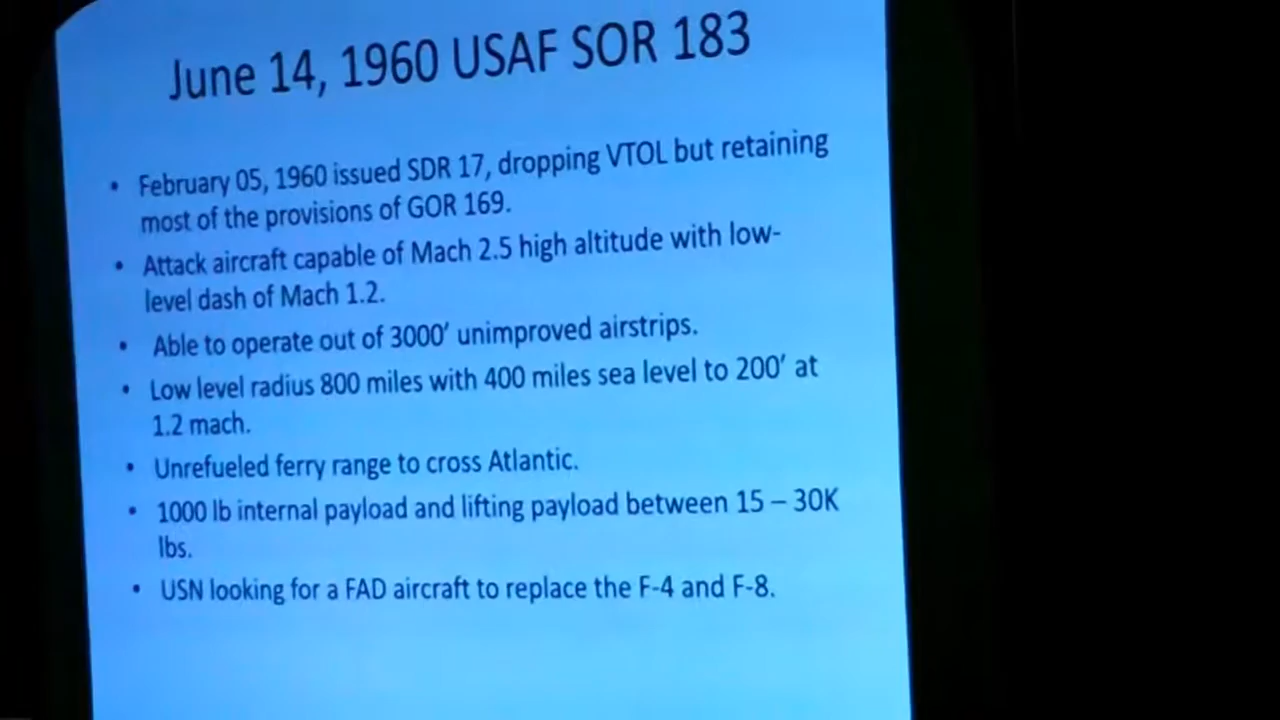 June 14, 1960 USAF SOR 183
• February 05, 1960 issued SDR 17, dropping VTOL but retaining
most of the provisions of GOR 169.
• Attack aircraft capable of Mach 2.5 high altitude with low-
level dash of Mach 1.2.
• Able to operate out of 3000’ unimproved airstrips.
• Low level radius 800 miles with 400 miles sea level to 200’ at
1.2 mach.
• Unrefueled ferry range to cross Atlantic.
• 1000 lb internal payload and lifting payload between 15 – 30K
lbs.
• USN looking for a FAD aircraft to replace the F-4 and F-8.